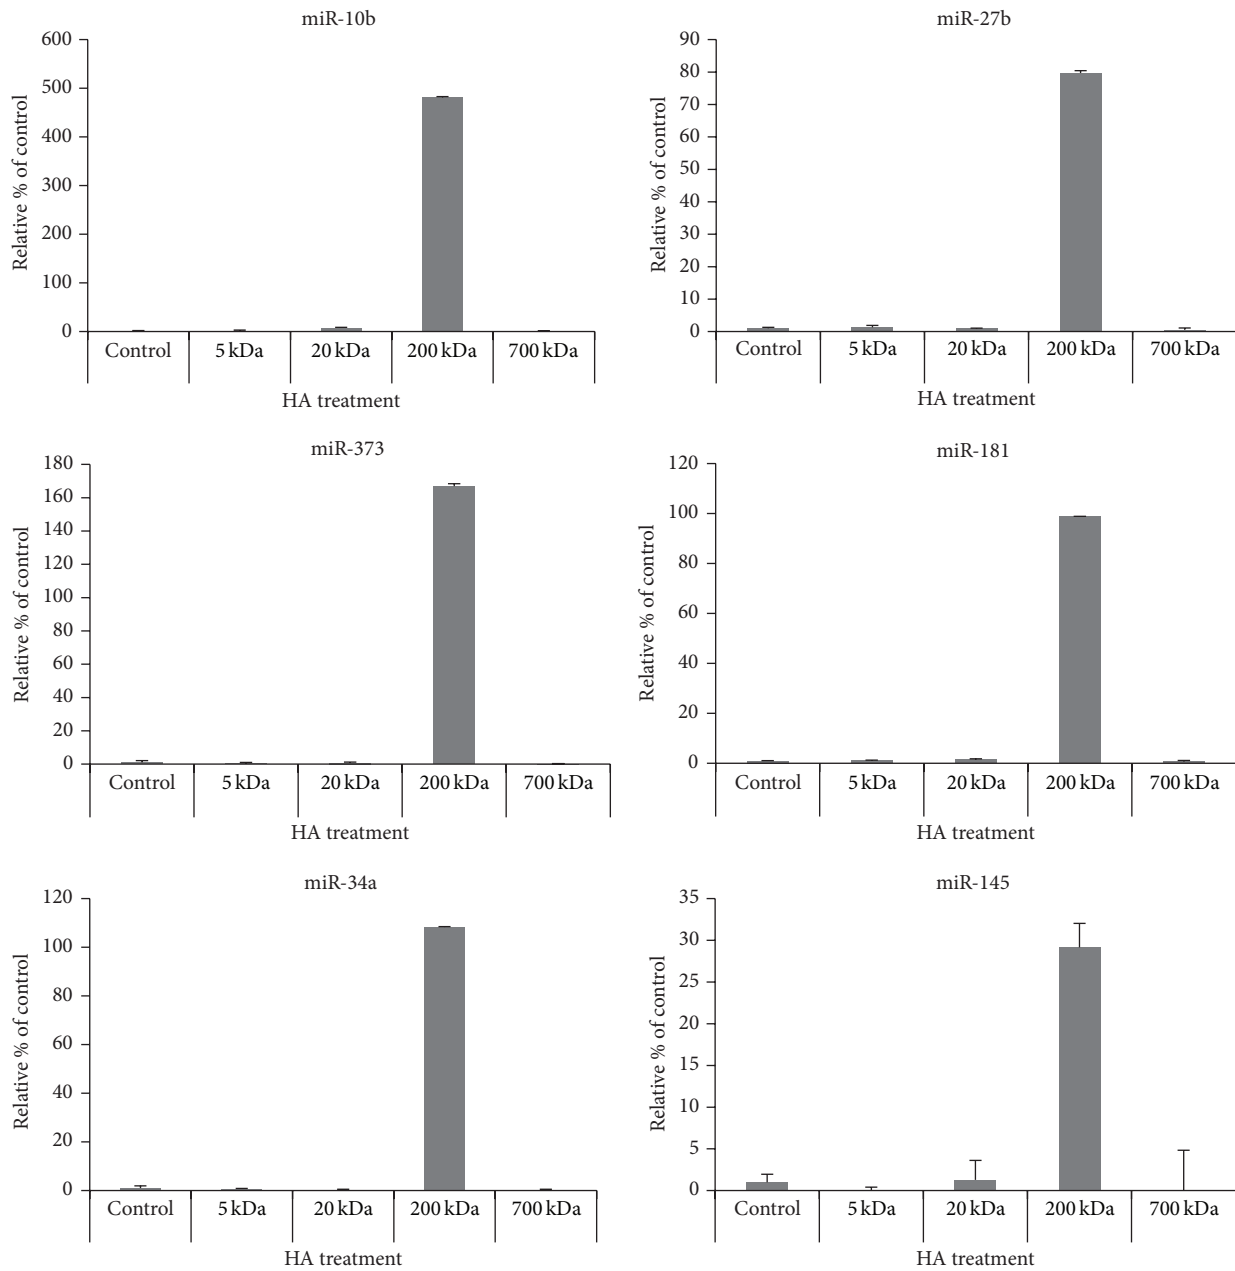 miR-10b
600
500
400
300
200
100
0
Relative % of control
Control 5 kDa 20 kDa 200 kDa 700 kDa
HA treatment
miR-27b
90
80
70
60
50
40
30
20
10
0
Relative % of control
Control 5 kDa 20 kDa 200 kDa 700 kDa
HA treatment
miR-373
180
160
140
120
100
80
60
40
20
0
Relative % of control
Control 5 kDa 20 kDa 200 kDa 700 kDa
HA treatment
miR-181
120
100
80
60
40
20
0
Relative % of control
Control 5 kDa 20 kDa 200 kDa 700 kDa
HA treatment
miR-34a
120
100
80
60
40
20
0
Relative % of control
Control 5 kDa 20 kDa 200 kDa 700 kDa
HA treatment
miR-145
35
30
25
20
15
10
5
0
Relative % of control
Control 5 kDa 20 kDa 200 kDa 700 kDa
HA treatment